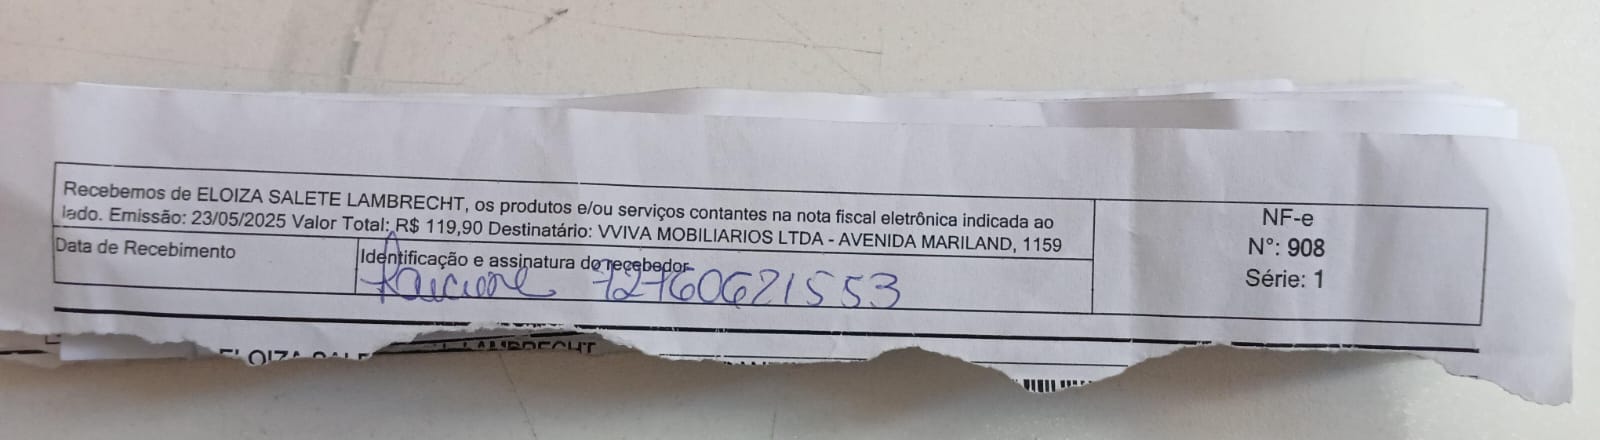 Recebemos de ELOIZA SALETE LAMBRECHT, os produtos e/ou serviços contantes na nota fiscal eletrônica indicada ao
lado. Emissão: 23/05/2025 Valor Total: R$ 119,90 Destinatário: VVIVA MOBILIARIOS LTDA - AVENIDA MARILAND, 1159
Data de Recebimento
Identificação e assinatura do recebedor
72760621553
NF-e
N°: 908
Série: 1
LAMBRECHT